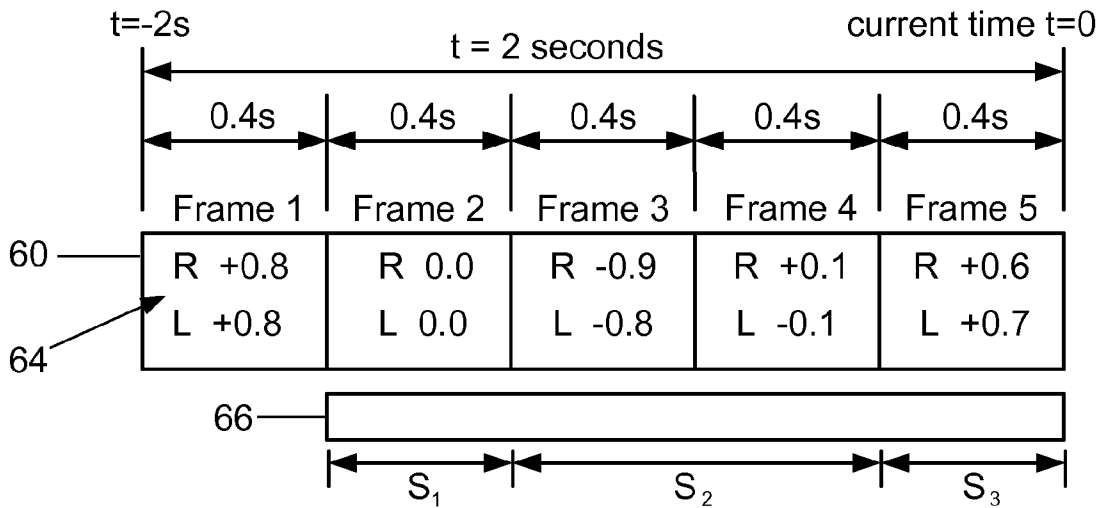 t=-2s current time t=0
t = 2 seconds
0.4s 0.4s 0.4s 0.4s 0.4s
Frame 1 Frame 2 Frame 3 Frame 4 Frame 5
60 R +0.8 R 0.0 R -0.9 R +0.1 R +0.6
L +0.8 L 0.0 L -0.8 L -0.1 L +0.7
64
66
S₁ S₂ S₃